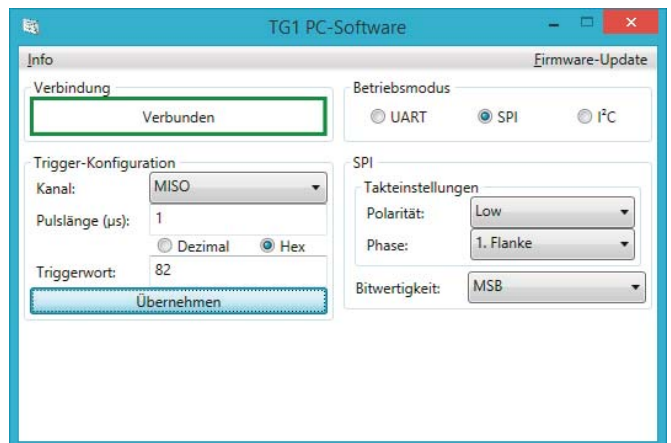 TG1 PC-Software
Info
Firmware-Update
Verbindung
Verbunden
Betriebsmodus
UART
SPI
I²C
Trigger-Konfiguration
Kanal:
MISO
Pulslänge (µs):
1
Dezimal
Hex
Triggerwort:
82
Übernehmen
SPI
Takteinstellungen
Polarität:
Low
Phase:
1. Flanke
Bitwertigkeit:
MSB